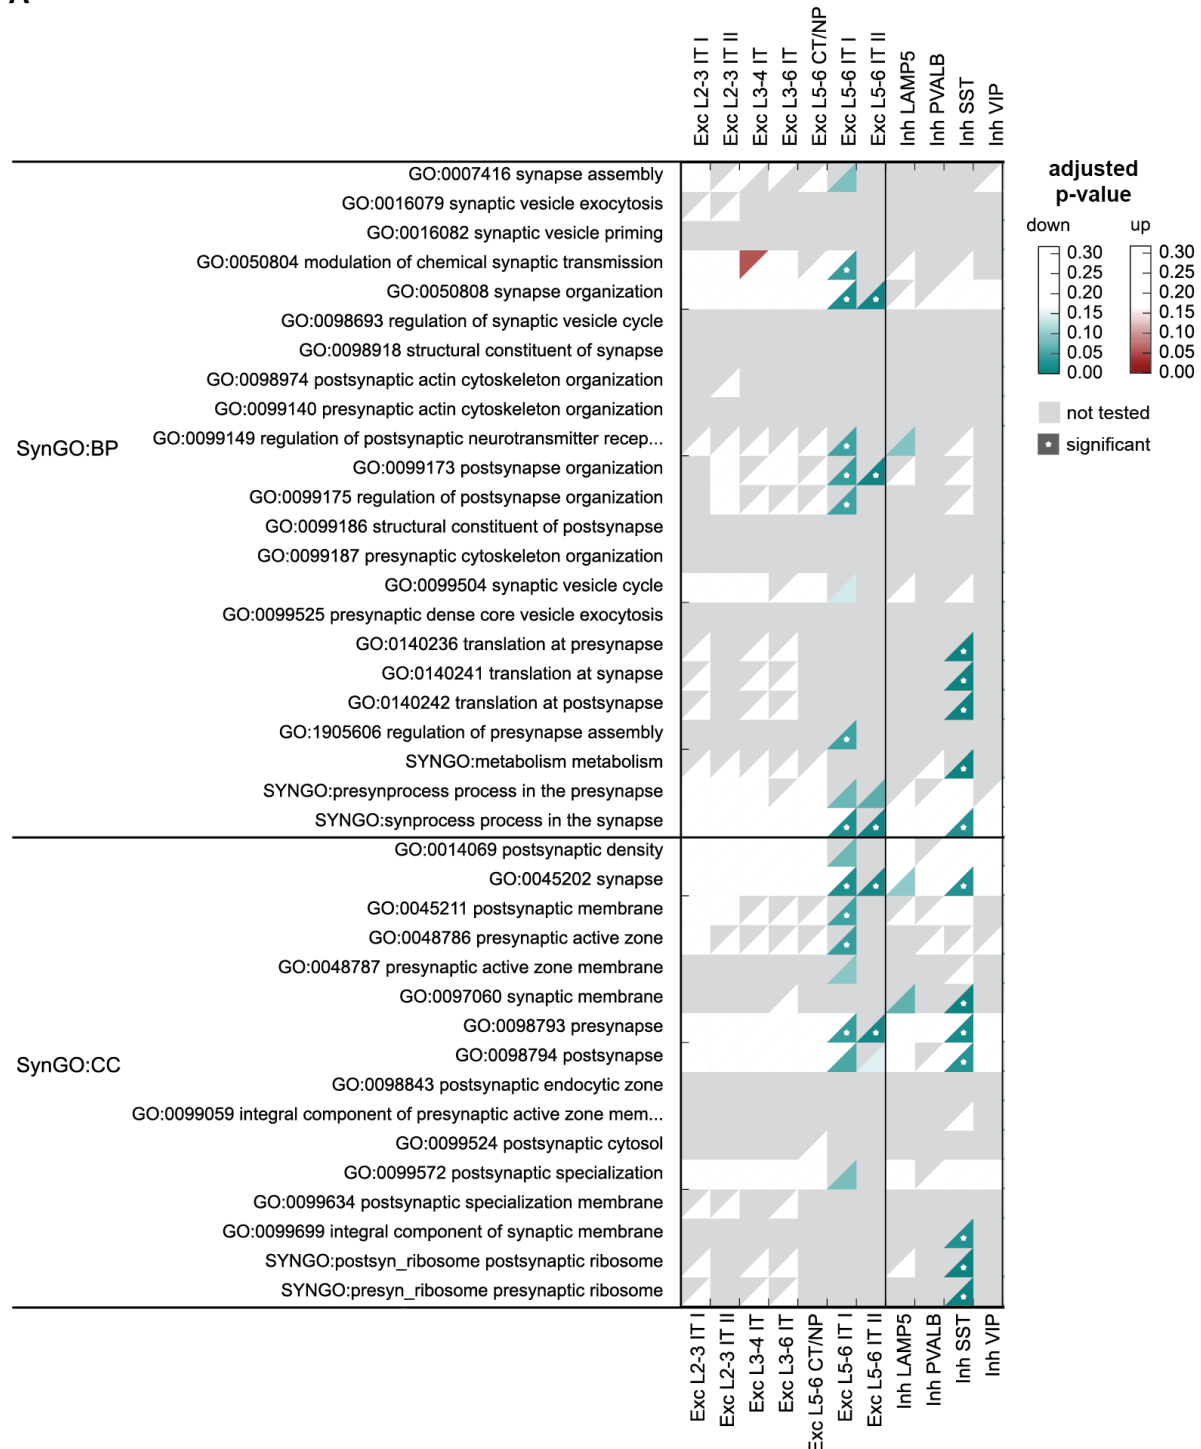 A
Exc L2-3 IT I
Exc L2-3 IT II
Exc L3-4 IT
Exc L3-6 IT
Exc L5-6 CT/NP
Exc L5-6 IT I
Exc L5-6 IT II
Inh LAMP5
Inh PVALB
Inh SST
Inh VIP
SynGO:BP
GO:0007416 synapse assembly
GO:0016079 synaptic vesicle exocytosis
GO:0016082 synaptic vesicle priming
GO:0050804 modulation of chemical synaptic transmission
GO:0050808 synapse organization
GO:0098693 regulation of synaptic vesicle cycle
GO:0098918 structural constituent of synapse
GO:0098974 postsynaptic actin cytoskeleton organization
GO:0099140 presynaptic actin cytoskeleton organization
GO:0099149 regulation of postsynaptic neurotransmitter recep...
GO:0099173 postsynapse organization
GO:0099175 regulation of postsynapse organization
GO:0099186 structural constituent of postsynapse
GO:0099187 presynaptic cytoskeleton organization
GO:0099504 synaptic vesicle cycle
GO:0099525 presynaptic dense core vesicle exocytosis
GO:0140236 translation at presynapse
GO:0140241 translation at synapse
GO:0140242 translation at postsynapse
GO:1905606 regulation of presynapse assembly
SYNGO:metabolism metabolism
SYNGO:presynprocess process in the presynapse
SYNGO:synprocess process in the synapse
SynGO:CC
GO:0014069 postsynaptic density
GO:0045202 synapse
GO:0045211 postsynaptic membrane
GO:0048786 presynaptic active zone
GO:0048787 presynaptic active zone membrane
GO:0097060 synaptic membrane
GO:0098793 presynapse
GO:0098794 postsynapse
GO:0098843 postsynaptic endocytic zone
GO:0099059 integral component of presynaptic active zone mem...
GO:0099524 postsynaptic cytosol
GO:0099572 postsynaptic specialization
GO:0099634 postsynaptic specialization membrane
GO:0099699 integral component of synaptic membrane
SYNGO:postsyn_ribosome postsynaptic ribosome
SYNGO:presyn_ribosome presynaptic ribosome
Exc L2-3 IT I
Exc L2-3 IT II
Exc L3-4 IT
Exc L3-6 IT
Exc L5-6 CT/NP
Exc L5-6 IT I
Exc L5-6 IT II
Inh LAMP5
Inh PVALB
Inh SST
Inh VIP
adjusted
p-value
down up
0.30 0.30
0.25 0.25
0.20 0.20
0.15 0.15
0.10 0.10
0.05 0.05
0.00 0.00
not tested
significant